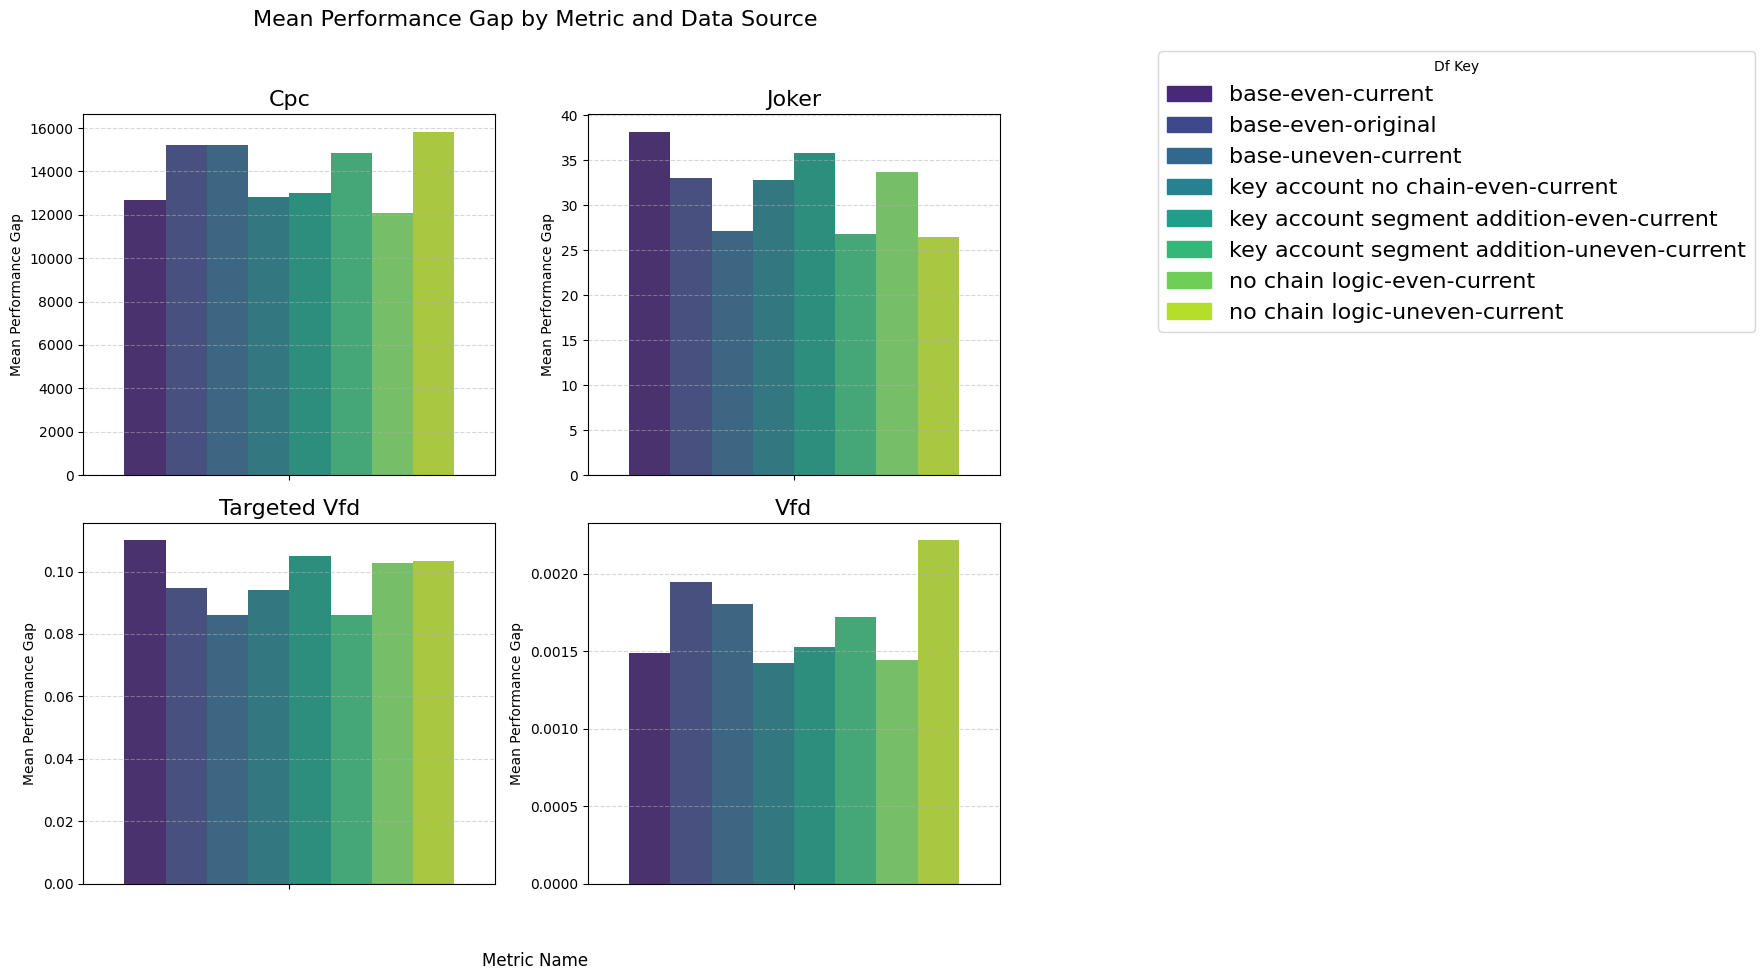 Mean Performance Gap by Metric and Data Source
Df Key
base-even-current
base-even-original
base-uneven-current
key account no chain-even-current
key account segment addition-even-current
key account segment addition-uneven-current
no chain logic-even-current
no chain logic-uneven-current
Cpc
Mean Performance Gap
16000
14000
12000
10000
8000
6000
4000
2000
0
Joker
Mean Performance Gap
40
35
30
25
20
15
10
5
0
Targeted Vfd
Mean Performance Gap
0.10
0.08
0.06
0.04
0.02
0.00
Vfd
Mean Performance Gap
0.0020
0.0015
0.0010
0.0005
0.0000
Metric Name